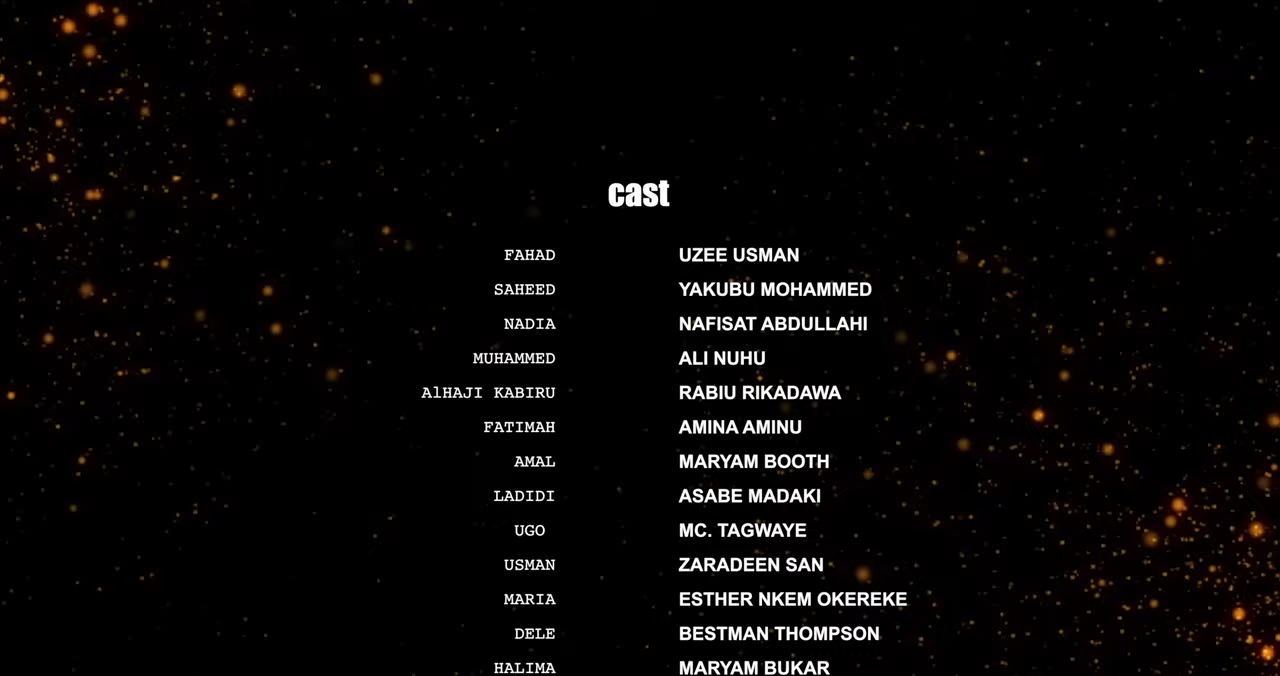 cast
FAHAD UZEE USMAN
SAHEED YAKUBU MOHAMMED
NADIA NAFISAT ABDULLAHI
MUHAMMED ALI NUHU
AlHAJI KABIRU RABIU RIKADAWA
FATIMAH AMINA AMINU
AMAL MARYAM BOOTH
LADIDI ASABE MADAKI
UGO MC. TAGWAYE
USMAN ZARADEEN SAN
MARIA ESTHER NKEM OKEREKE
DELE BESTMAN THOMPSON
HALIMA MARYAM BUKAR